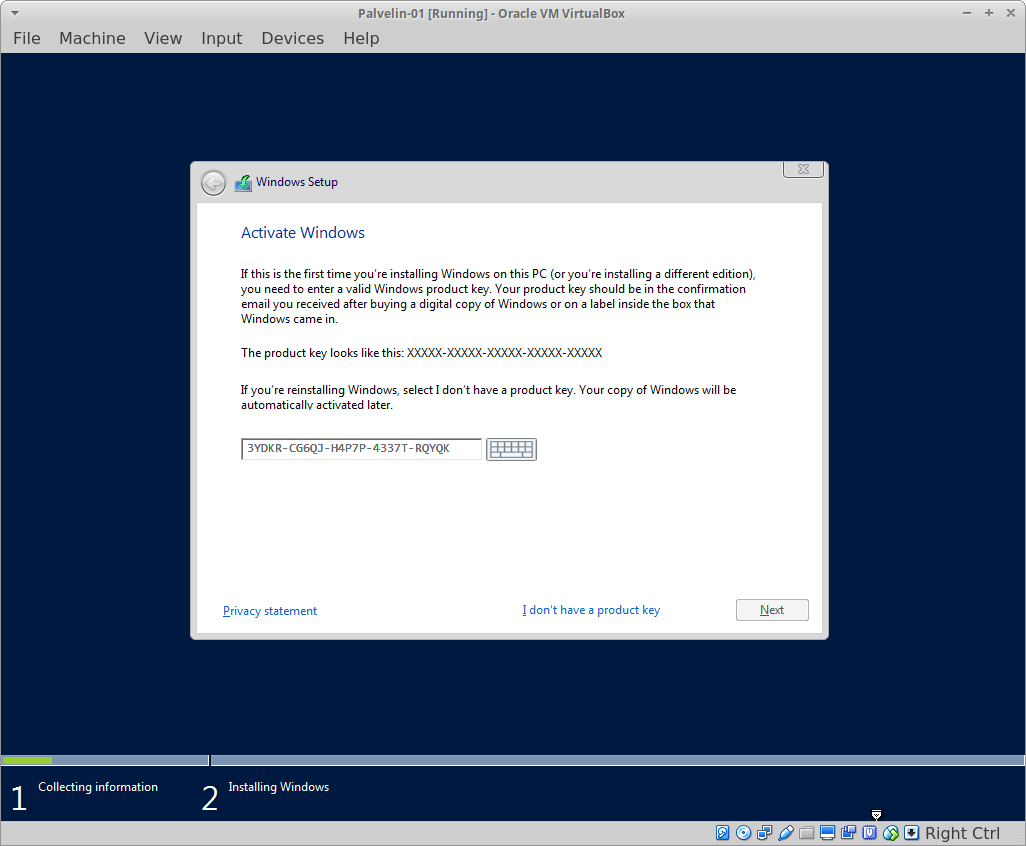 Palvelin-01 [Running] - Oracle VM VirtualBox
File Machine View Input Devices Help
Windows Setup
Activate Windows
If this is the first time you're installing Windows on this PC (or you're installing a different edition),
you need to enter a valid Windows product key. Your product key should be in the confirmation
email you received after buying a digital copy of Windows or on a label inside the box that
Windows came in.
The product key looks like this: XXXXX-XXXXX-XXXXX-XXXXX-XXXXX
If you're reinstalling Windows, select I don't have a product key. Your copy of Windows will be
automatically activated later.
3YDKR-CG6QJ-H4P7P-4337T-RQYQK
Privacy statement
I don't have a product key
Next
1 Collecting information
2 Installing Windows
Right Ctrl